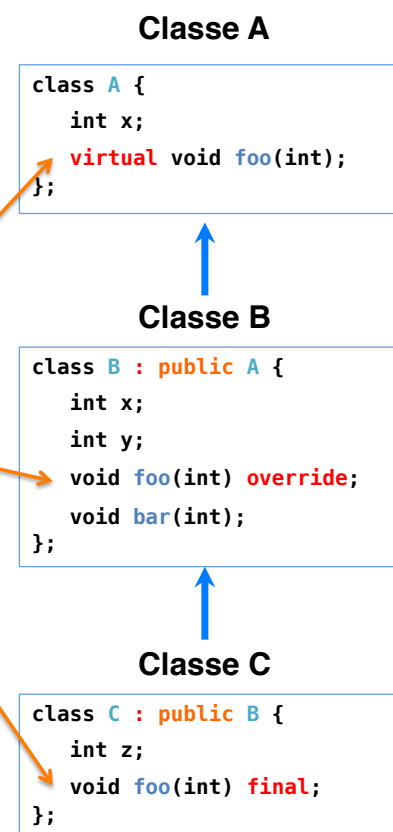 Classe A
class A {
int x;
virtual void foo(int);
};
Classe B
class B : public A {
int x;
int y;
void foo(int) override;
void bar(int);
};
Classe C
class C : public B {
int z;
void foo(int) final;
};